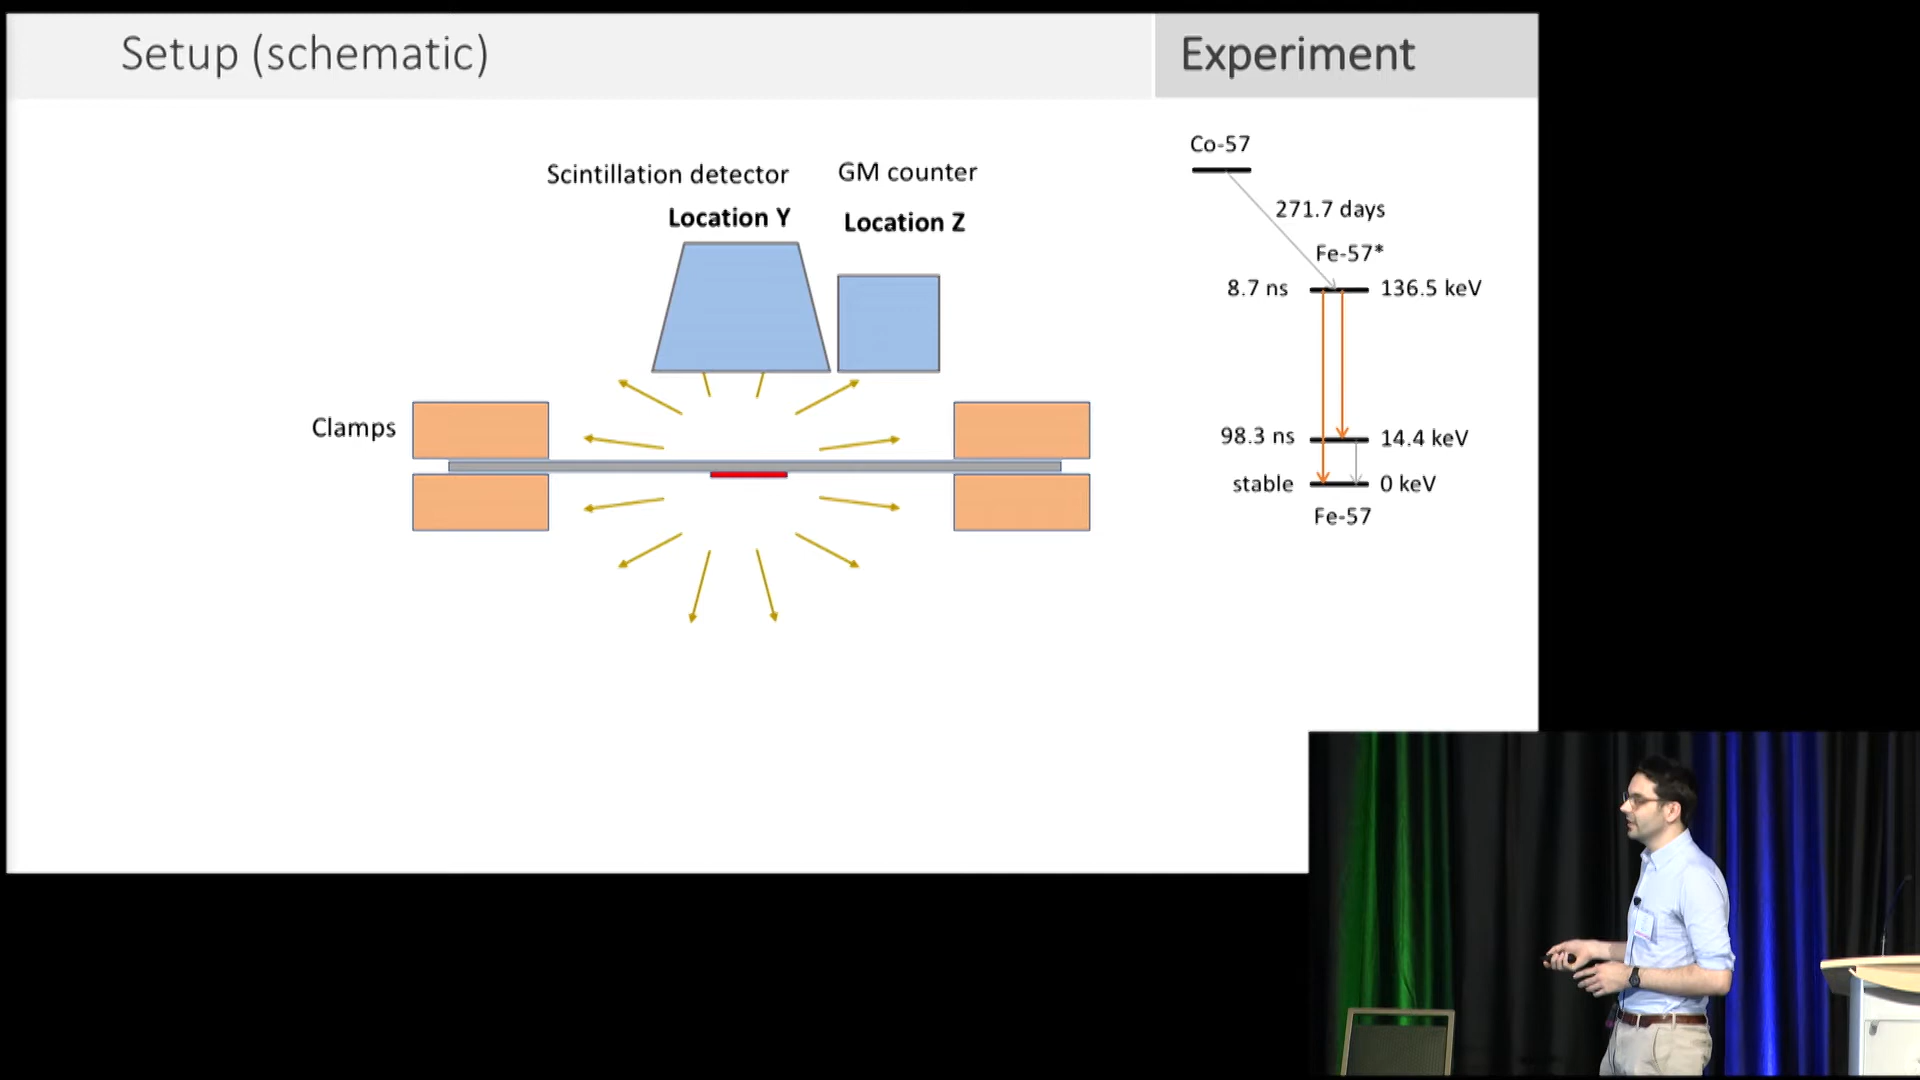 Setup (schematic)
Experiment
Scintillation detector
Location Y
GM counter
Location Z
Clamps
Co-57
271.7 days
Fe-57*
8.7 ns
136.5 keV
98.3 ns
14.4 keV
stable
0 keV
Fe-57